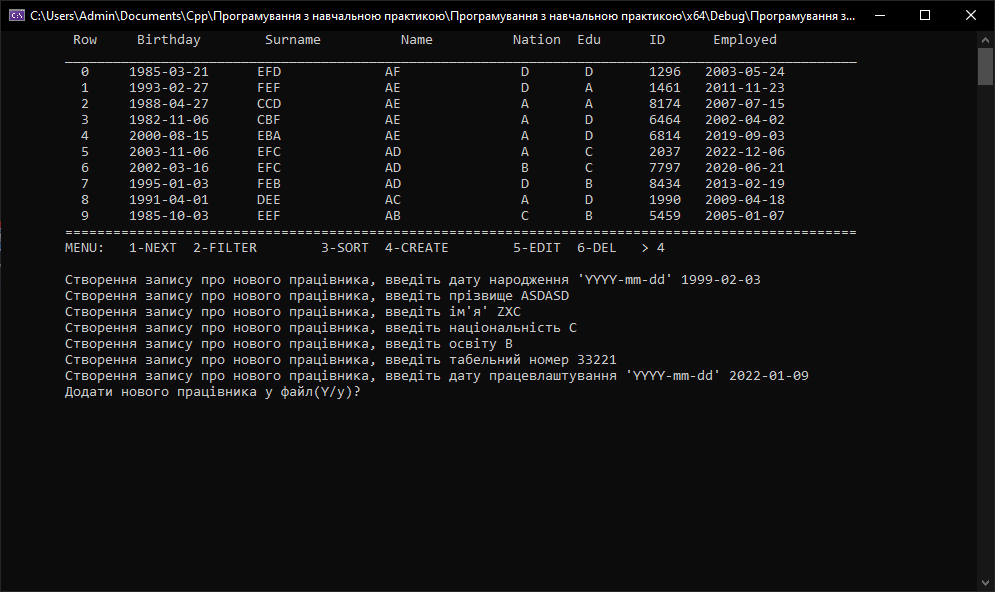 C:\Users\Admin\Documents\Cpp\Програмування з навчальною практикою\Програмування з навчальною практикою\x64\Debug\Програмування з...
Row Birthday Surname Name Nation Edu ID Employed
0 1985-03-21 EFD AF D D 1296 2003-05-24
1 1993-02-27 FEF AE D A 1461 2011-11-23
2 1988-04-27 CCD AE A A 8174 2007-07-15
3 1982-11-06 CBF AE A D 6464 2002-04-02
4 2000-08-15 EBA AE A D 6814 2019-09-03
5 2003-11-06 EFC AD A C 2037 2022-12-06
6 2002-03-16 EFC AD B C 7797 2020-06-21
7 1995-01-03 FEB AD D B 8434 2013-02-19
8 1991-04-01 DEE AC A D 1990 2009-04-18
9 1985-10-03 EEF AB C B 5459 2005-01-07
MENU: 1-NEXT 2-FILTER 3-SORT 4-CREATE 5-EDIT 6-DEL > 4
Створення запису про нового працівника, введіть дату народження 'YYYY-mm-dd' 1999-02-03
Створення запису про нового працівника, введіть прізвище ASDASD
Створення запису про нового працівника, введіть ім'я' ZXC
Створення запису про нового працівника, введіть національність C
Створення запису про нового працівника, введіть освіту B
Створення запису про нового працівника, введіть табельний номер 33221
Створення запису про нового працівника, введіть дату працевлаштування 'YYYY-mm-dd' 2022-01-09
Додати нового працівника у файл(Y/y)?